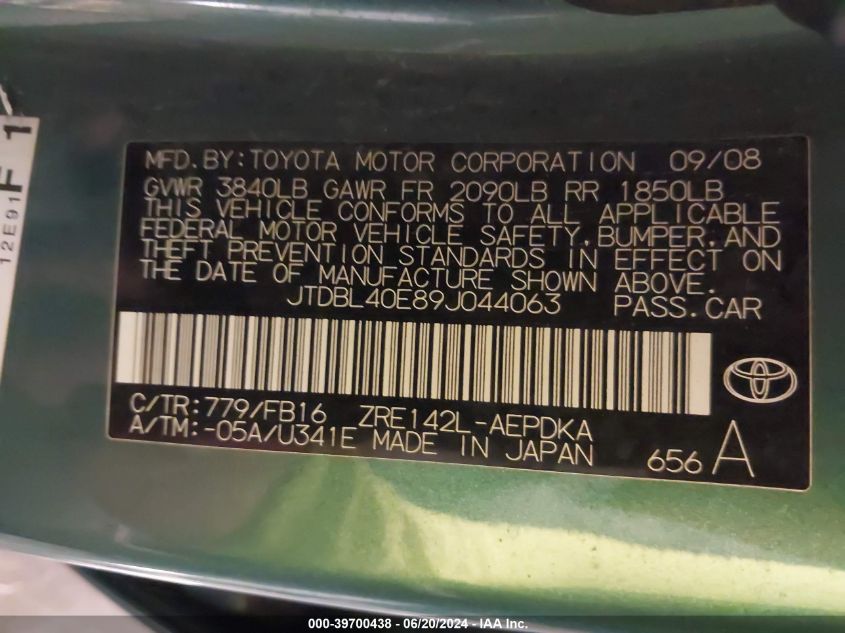 F 1
12E91
MFD.BY:TOYOTA MOTOR CORPORATION 09/08
GVWR 3840LB GAWR FR 2090LB RR 1850LB
THIS VEHICLE CONFORMS TO ALL APPLICABLE
FEDERAL MOTOR VEHICLE SAFETY,BUMPER,AND
THEFT PREVENTION STANDARDS IN EFFECT ON
THE DATE OF MANUFACTURE SHOWN ABOVE.
JTDBL40E89J044063 PASS.CAR
C/TR:779/FB16 ZRE142L-AEPDKA
A/TM:-05A/U341E MADE IN JAPAN 656 A
000-39700438 - 06/20/2024 - IAA Inc.